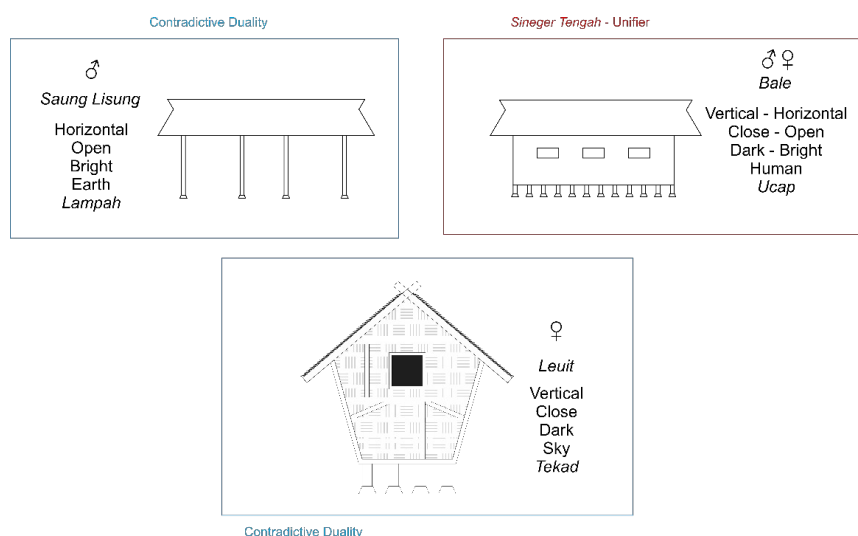 Contradictive Duality
♂
Saung Lisung
Horizontal
Open
Bright
Earth
Lampah
Sineger Tengah - Unifier
♂♀
Bale
Vertical - Horizontal
Close - Open
Dark - Bright
Human
Ucap
♀
Leuit
Vertical
Close
Dark
Sky
Tekad
Contradictive Duality